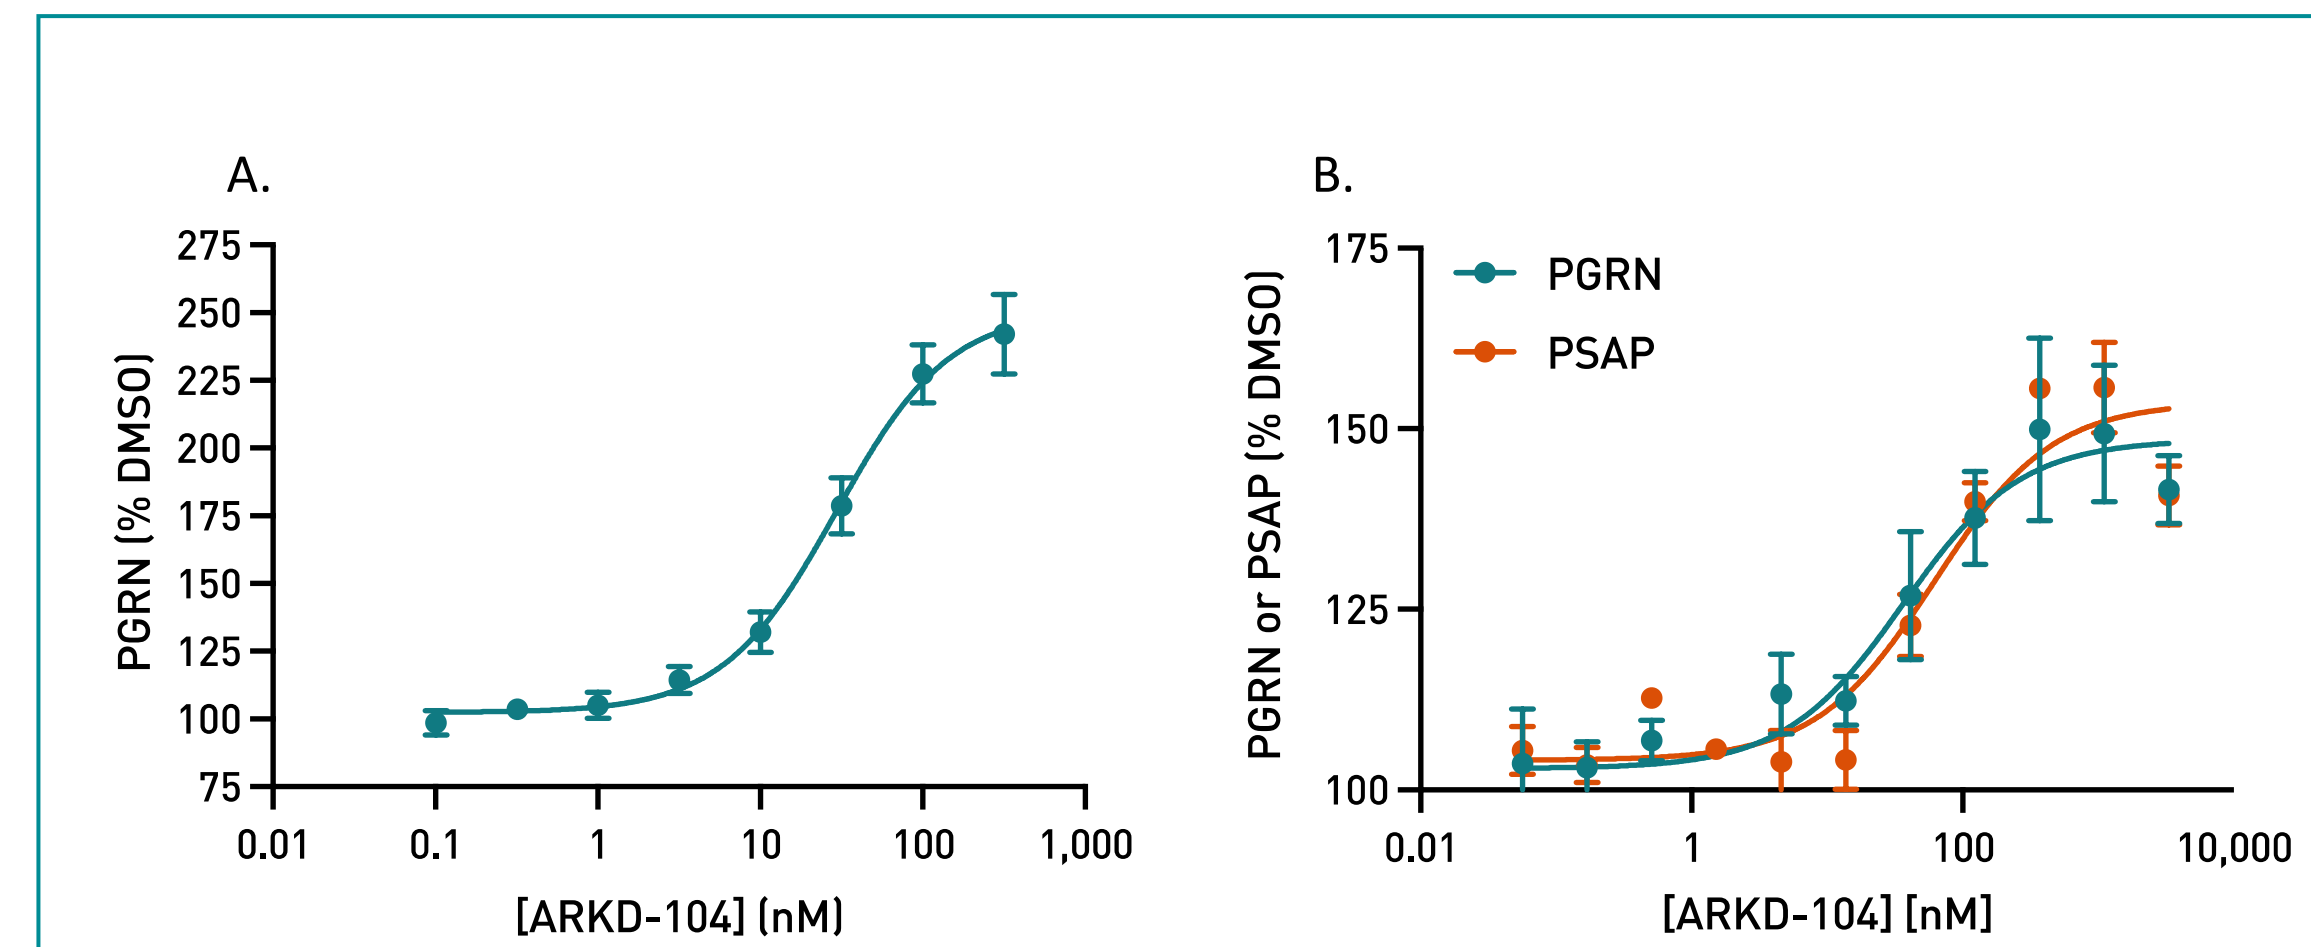 A.
PGRN (% DMSO)
275
250
225
200
175
150
125
100
75
0.01 0.1 1 10 100 1,000
[ARKD-104] (nM)
B.
PGRN or PSAP (% DMSO)
PGRN
PSAP
175
150
125
100
0.01 1 100 10,000
[ARKD-104] [nM]